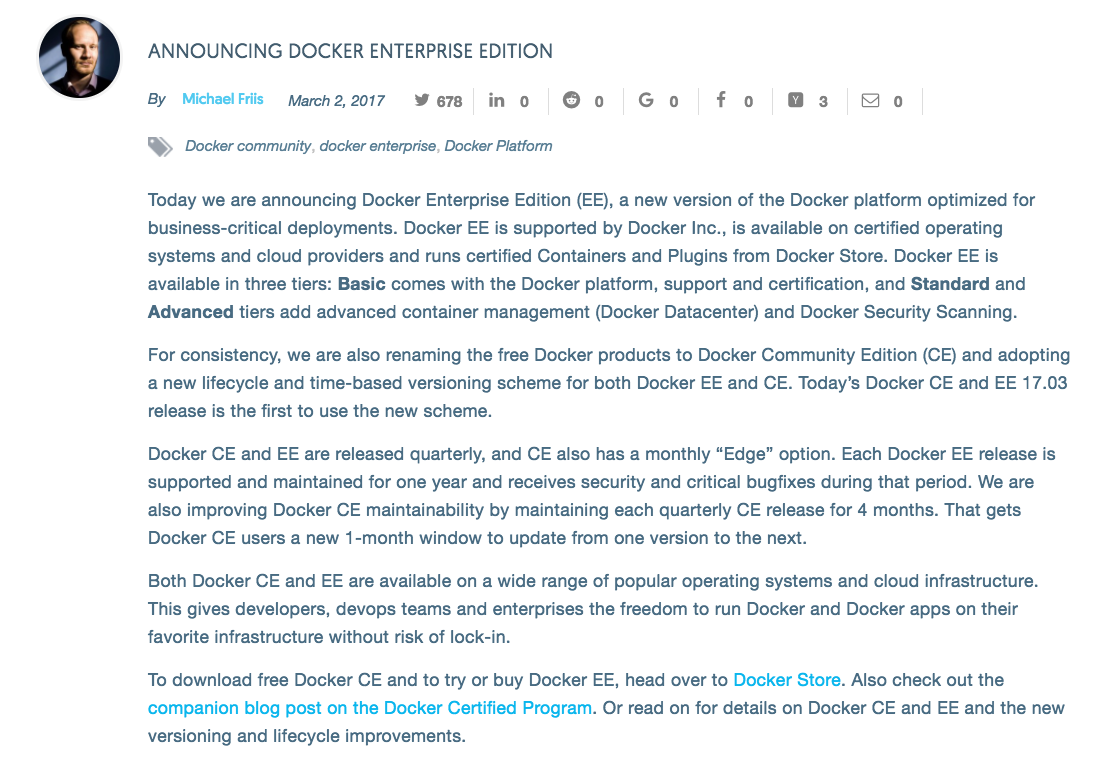 ANNOUNCING DOCKER ENTERPRISE EDITION
By Michael Friis March 2, 2017 678 in 0 0 G 0 f 0 Y 3 0
Docker community, docker enterprise, Docker Platform
Today we are announcing Docker Enterprise Edition (EE), a new version of the Docker platform optimized for
business-critical deployments. Docker EE is supported by Docker Inc., is available on certified operating
systems and cloud providers and runs certified Containers and Plugins from Docker Store. Docker EE is
available in three tiers: Basic comes with the Docker platform, support and certification, and Standard and
Advanced tiers add advanced container management (Docker Datacenter) and Docker Security Scanning.
For consistency, we are also renaming the free Docker products to Docker Community Edition (CE) and adopting
a new lifecycle and time-based versioning scheme for both Docker EE and CE. Today’s Docker CE and EE 17.03
release is the first to use the new scheme.
Docker CE and EE are released quarterly, and CE also has a monthly “Edge” option. Each Docker EE release is
supported and maintained for one year and receives security and critical bugfixes during that period. We are
also improving Docker CE maintainability by maintaining each quarterly CE release for 4 months. That gets
Docker CE users a new 1-month window to update from one version to the next.
Both Docker CE and EE are available on a wide range of popular operating systems and cloud infrastructure.
This gives developers, devops teams and enterprises the freedom to run Docker and Docker apps on their
favorite infrastructure without risk of lock-in.
To download free Docker CE and to try or buy Docker EE, head over to Docker Store. Also check out the
companion blog post on the Docker Certified Program. Or read on for details on Docker CE and EE and the new
versioning and lifecycle improvements.